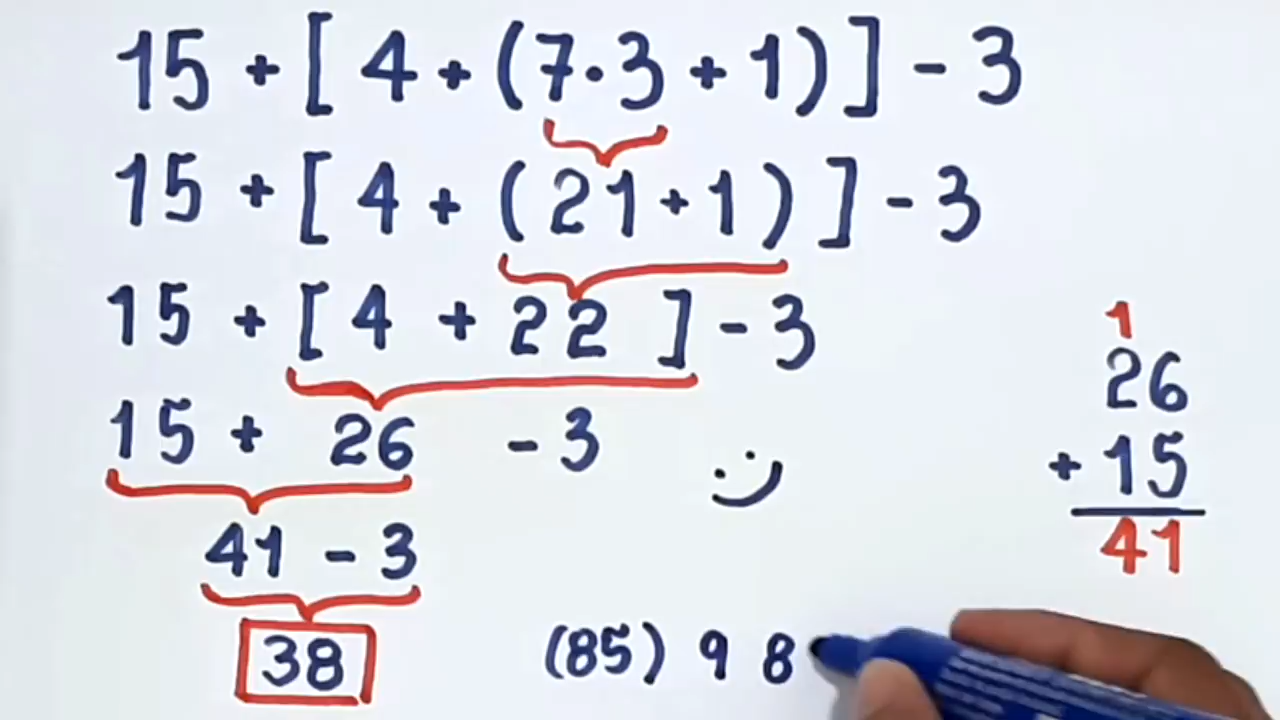 15 + [ 4 + (7·3 + 1) ] - 3
15 + [ 4 + (21 + 1) ] - 3
15 + [ 4 + 22 ] - 3
15 + 26 - 3
41 - 3
38
(85) 9 8
1
26
+ 15
41